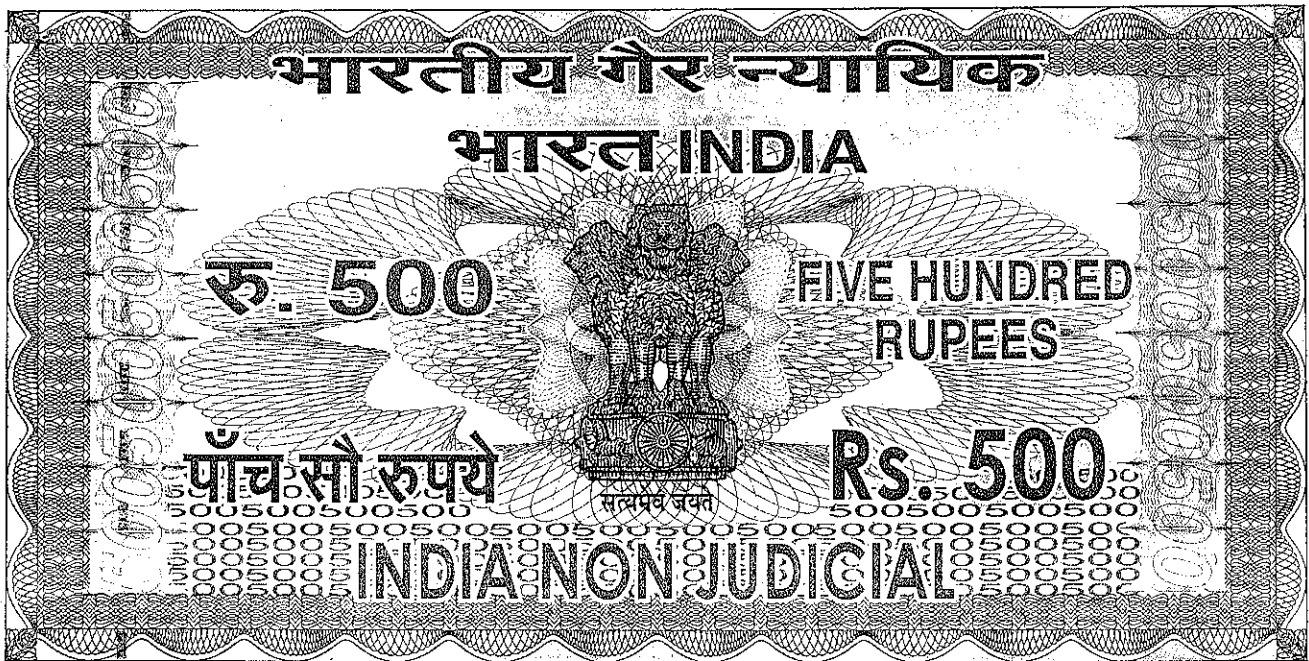 भारतीय गैर न्यायिक
भारत INDIA
रु. 500
FIVE HUNDRED
RUPEES
पाँच सौ रुपये
Rs. 500
सत्यमेव जयते
INDIA NON JUDICIAL